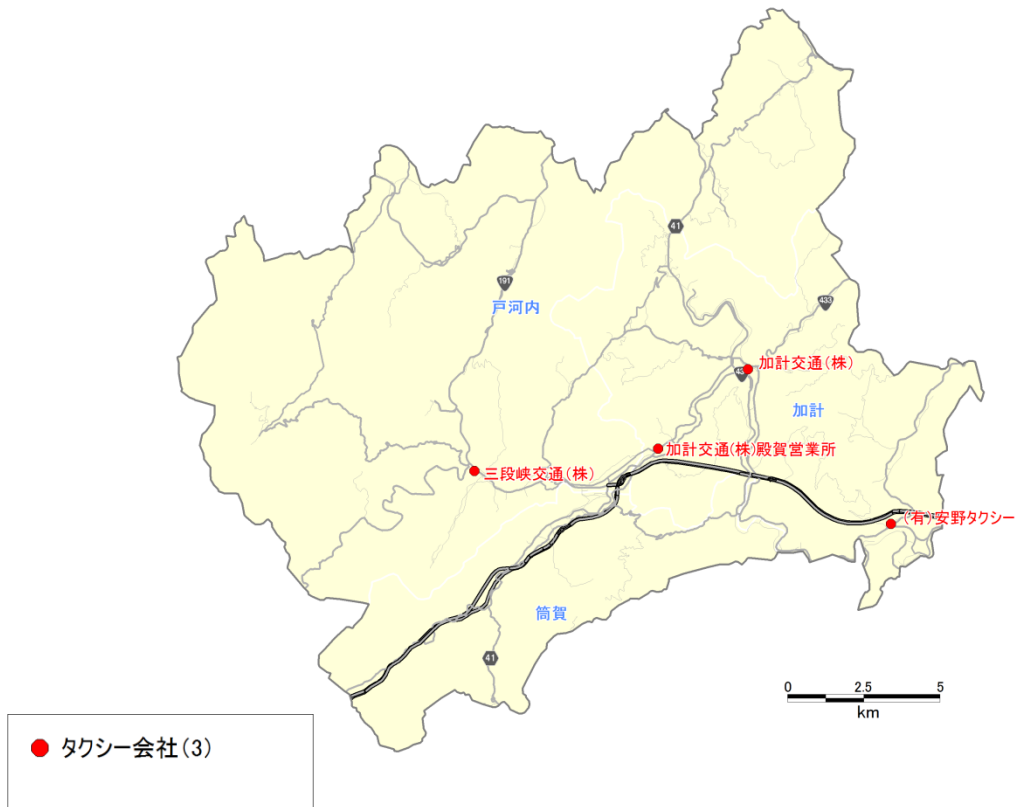 41
191
433
戸河内
加計交通(株)
加計
加計交通(株)殿賀営業所
三段峡交通(株)
(有)安野タクシー
筒賀
41
0 2.5 5
km
タクシー会社(3)